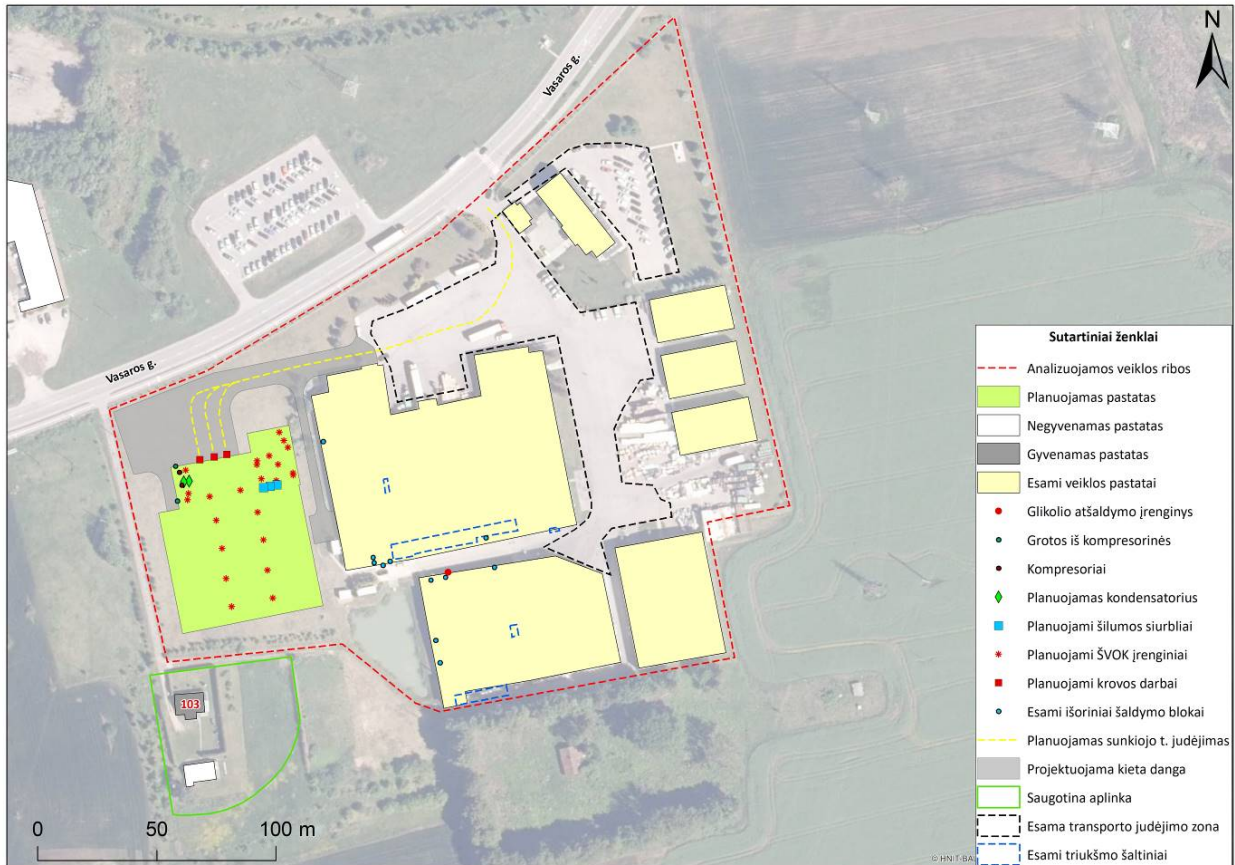 N
Vasaros g.
Vasaros g.
103
0 50 100 m
Sutartiniai ženklai
Analizuojamos veiklos ribos
Planuojamas pastatas
Negyvenamas pastatas
Gyvenamas pastatas
Esami veiklos pastatai
Glikolio atšaldymo įrenginys
Grotos iš kompresorinės
Kompresoriai
Planuojamas kondensatorius
Planuojami šilumos siurbliai
Planuojami ŠVOK įrenginiai
Planuojami krovos darbai
Esami išoriniai šaldymo blokai
Planuojamas sunkiojo t. judėjimas
Projektuojama kieta danga
Saugotina aplinka
Esama transporto judėjimo zona
Esami triukšmo šaltiniai
© HNIT-BA